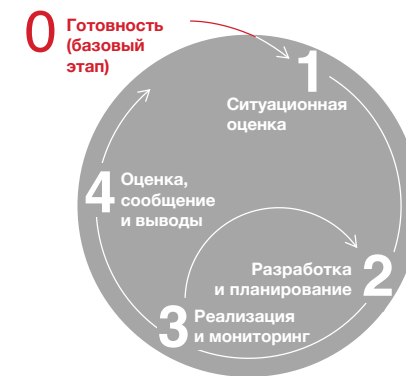 0 Готовность
(базовый
этап)
1
Ситуационная
оценка
2
Разработка
и планирование
3
Реализация
и мониторинг
4
Оценка,
сообщение
и выводы